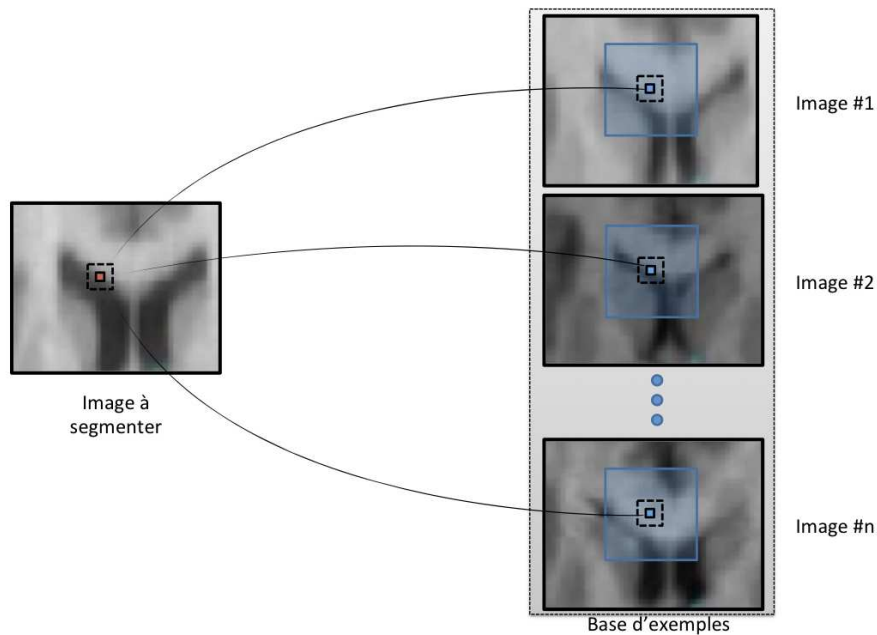 Image #1
Image #2
Image à
segmenter
Image #n
Base d'exemples